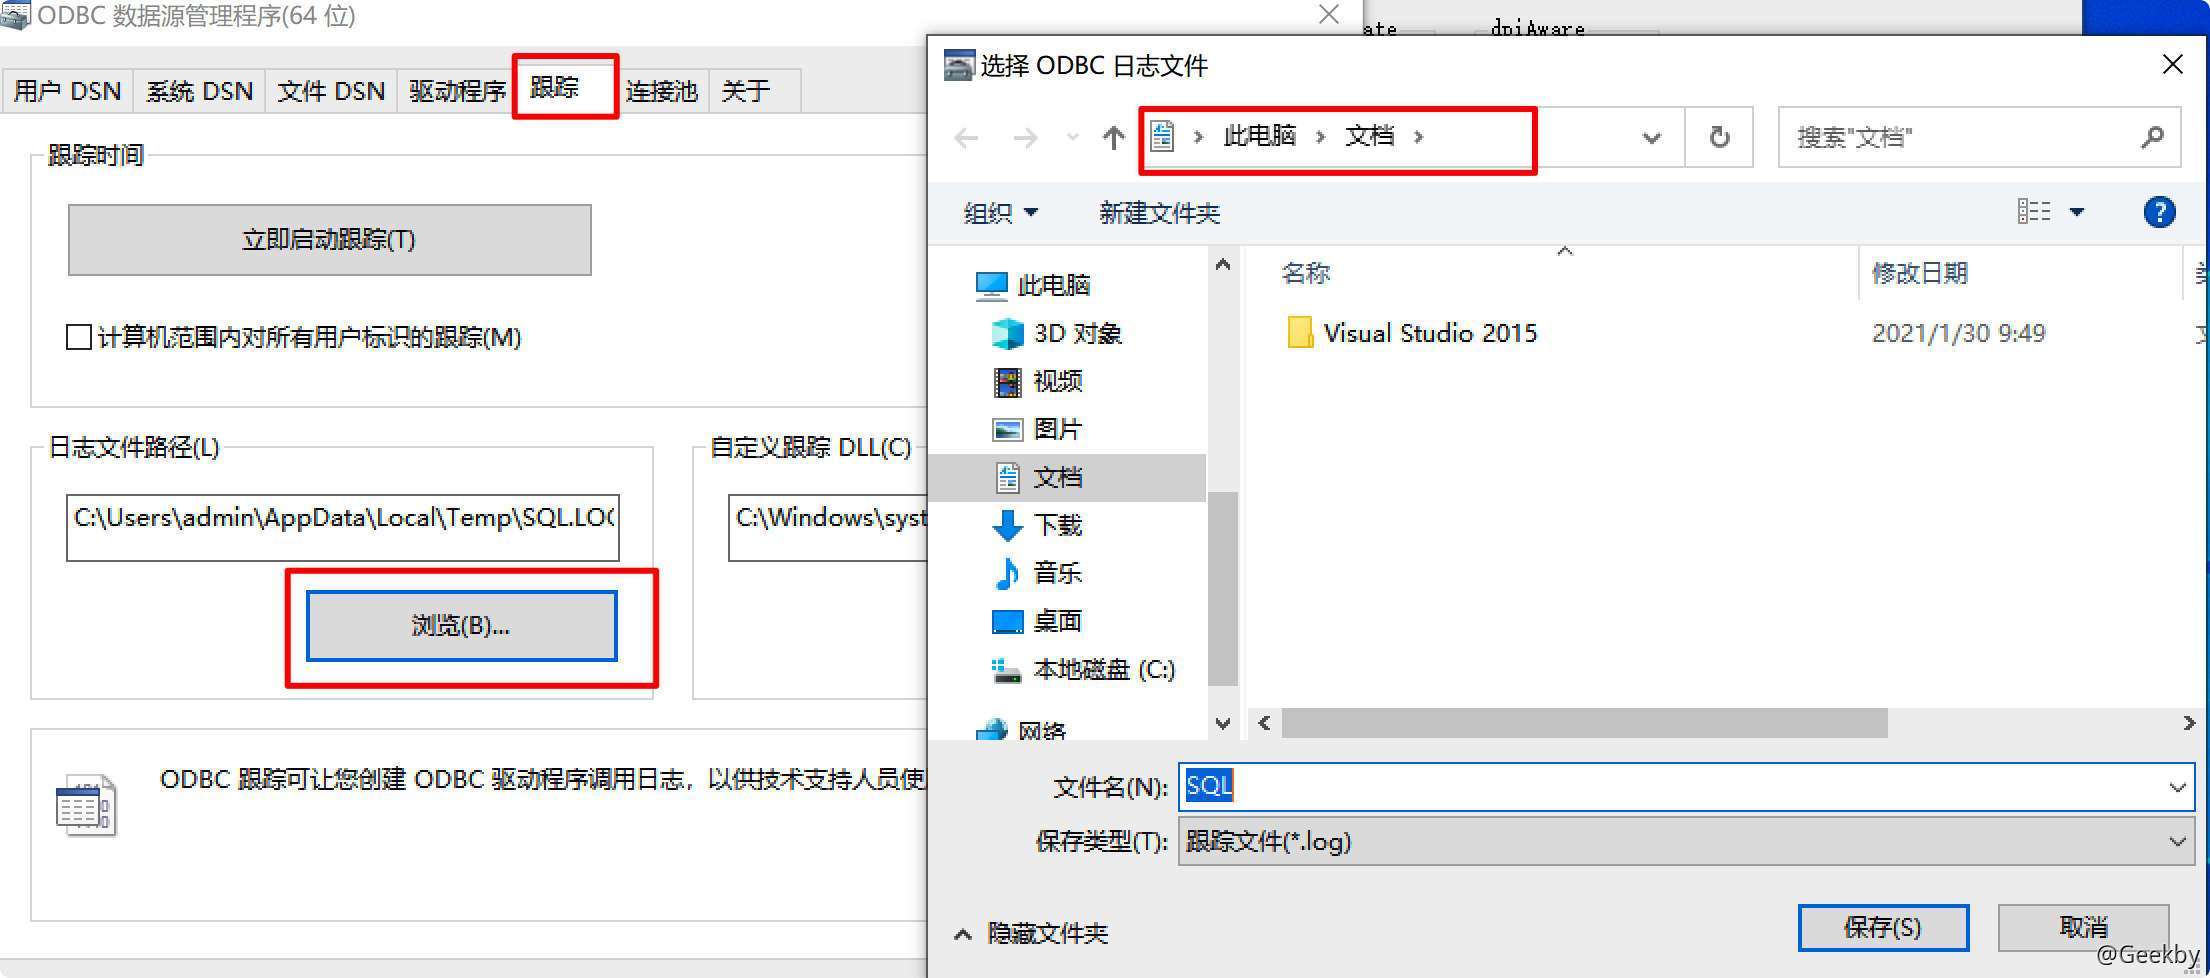 ODBC 数据源管理程序(64 位)
ate
dpiAware
用户 DSN
系统 DSN
文件 DSN
驱动程序
跟踪
连接池
关于
跟踪时间
立即启动跟踪(T)
计算机范围内对所有用户标识的跟踪(M)
日志文件路径(L)
C:\Users\admin\AppData\Local\Temp\SQL.LOG
浏览(B)...
自定义跟踪 DLL(C)
C:\Windows\syst
ODBC 跟踪可让您创建 ODBC 驱动程序调用日志，以供技术支持人员使
选择 ODBC 日志文件
此电脑 › 文档 ›
搜索"文档"
组织
新建文件夹
此电脑
3D 对象
视频
图片
文档
下载
音乐
桌面
本地磁盘 (C:)
网络
名称
修改日期
Visual Studio 2015
2021/1/30 9:49
文件名(N):
SQL
保存类型(T):
跟踪文件(*.log)
隐藏文件夹
保存(S)
取消
@Geekby